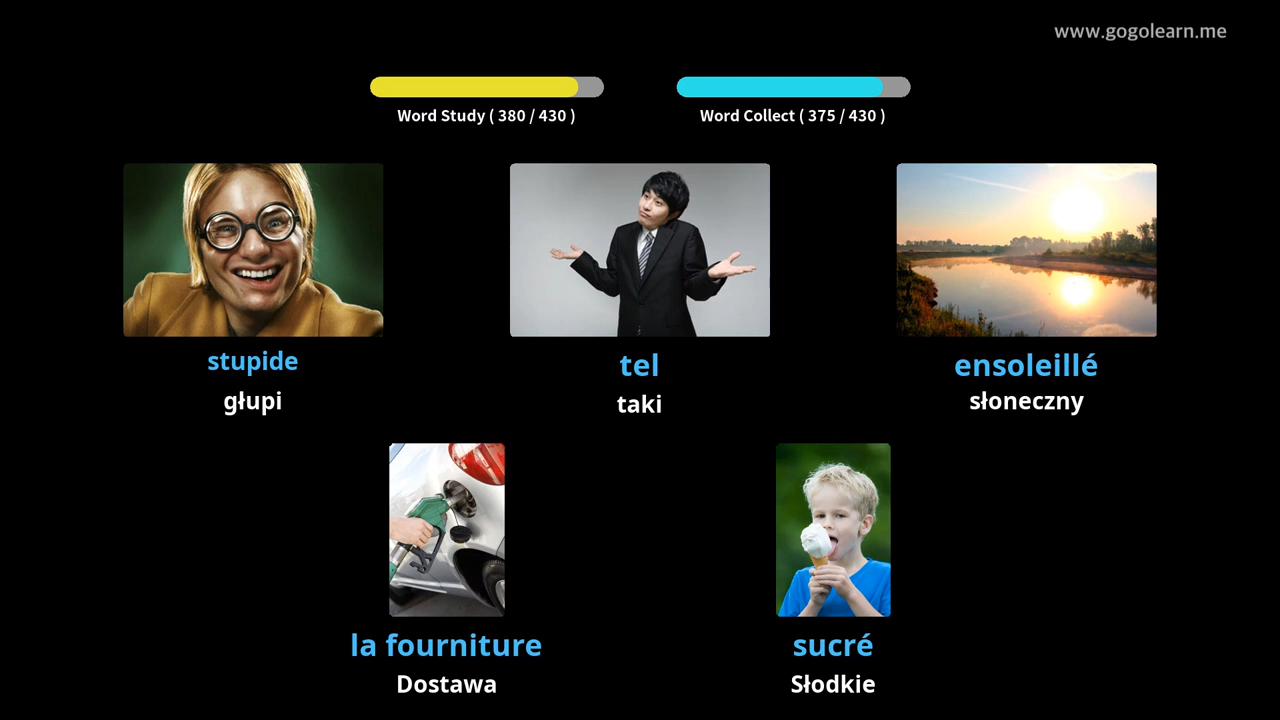 www.gogolearn.me
Word Study ( 380 / 430 )
Word Collect ( 375 / 430 )
stupide
głupi
tel
taki
ensoleillé
słoneczny
la fourniture
Dostawa
sucré
Słodkie